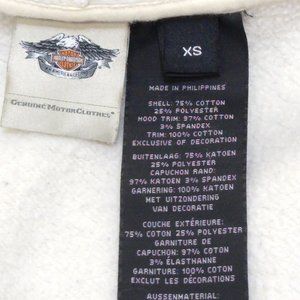 HARLEY-DAVIDSON
GENUINE MOTORCLOTHES
XS
MADE IN PHILIPPINES
SHELL: 75% COTTON
25% POLYESTER
HOOD TRIM: 97% COTTON
3% SPANDEX
TRIM: 100% COTTON
EXCLUSIVE OF DECORATION
BUITENLAAG: 75% KATOEN
25% POLYESTER
CAPUCHON RAND:
97% KATOEN 3% SPANDEX
GARNERING: 100% KATOEN
MET UITZONDERING
VAN DECORATIE
COUCHE EXTÉRIEURE:
75% COTON 25% POLYESTER
GARNITURE DE
CAPUCHON: 97% COTON
3% ÉLASTHANNE
GARNITURE: 100% COTON
EXCLUT LES DÉCORATIONS
AUSSENMATERIAL: